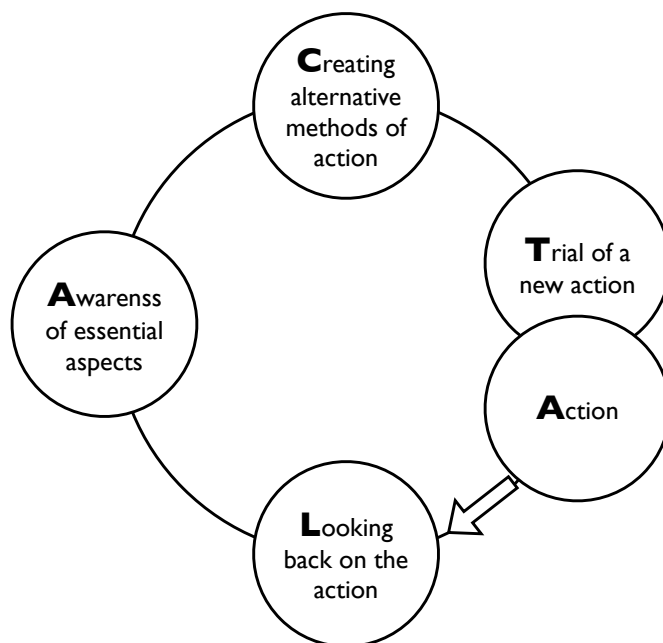 Creating
alternative
methods of
action
Trial of a
new action
Awarenss
of essential
aspects
Action
Looking
back on the
action